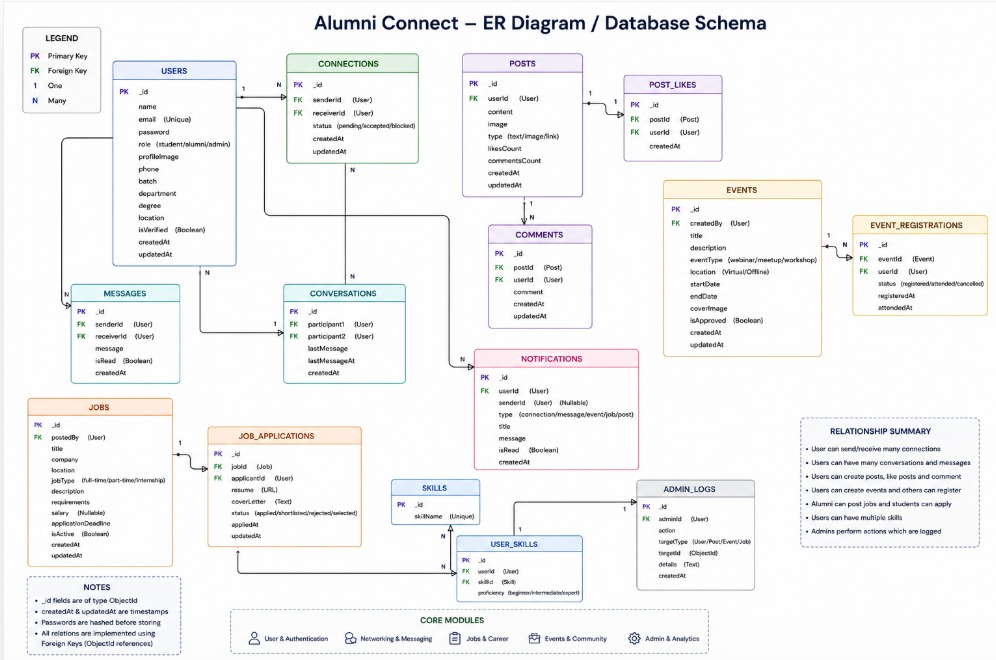 Alumni Connect – ER Diagram / Database Schema
LEGEND
PK Primary Key
FK Foreign Key
1 One
N Many
USERS
PK _id
name
email (Unique)
password
role (student/alumni/admin)
profileImage
phone
batch
department
degree
location
isVerified (Boolean)
createdAt
updatedAt
1
N
CONNECTIONS
PK _id
FK senderId (User)
FK receiverId (User)
status (pending/accepted/blocked)
createdAt
updatedAt
N
N
POSTS
PK _id
FK userId (User)
content
image
type (text/image/link)
likesCount
commentsCount
createdAt
updatedAt
1
1
POST_LIKES
PK _id
FK postId (Post)
FK userId (User)
createdAt
1
N
COMMENTS
PK _id
FK postId (Post)
FK userId (User)
comment
createdAt
updatedAt
EVENTS
PK _id
FK createdBy (User)
title
description
eventType (webinar/meetup/workshop)
location (Virtual/Offline)
startDate
endDate
coverImage
isApproved (Boolean)
createdAt
updatedAt
1
N
EVENT_REGISTRATIONS
PK _id
FK eventId (Event)
FK userId (User)
status (registered/attended/cancelled)
registeredAt
attendedAt
N
MESSAGES
PK _id
FK senderId (User)
FK receiverId (User)
message
isRead (Boolean)
createdAt
N
1
CONVERSATIONS
PK _id
FK participant1 (User)
FK participant2 (User)
lastMessage
lastMessageAt
createdAt
N
NOTIFICATIONS
PK _id
FK userId (User)
senderId (User) (Nullable)
type (connection/message/event/job/post)
title
message
isRead (Boolean)
createdAt
JOBS
PK _id
FK postedBy (User)
title
company
location
jobType (full-time/part-time/internship)
description
requirements
salary (Nullable)
applicationDeadline
isActive (Boolean)
createdAt
updatedAt
1
JOB_APPLICATIONS
PK _id
FK jobId (Job)
FK applicantId (User)
resume (URL)
coverLetter (Text)
status (applied/shortlisted/rejected/selected)
appliedAt
updatedAt
SKILLS
PK _id
skillName (Unique)
N
1
1
N
USER_SKILLS
PK _id
FK userId (User)
FK skillId (Skill)
proficiency (beginner/intermediate/expert)
ADMIN_LOGS
PK _id
FK adminId (User)
action
targetType (User/Post/Event/Job)
targetId (ObjectId)
details (Text)
createdAt
RELATIONSHIP SUMMARY
• User can send/receive many connections
• Users can have many conversations and messages
• Users can create posts, like posts and comment
• Users can create events and others can register
• Alumni can post jobs and students can apply
• Users can have multiple skills
• Admins perform actions which are logged
NOTES
• _id fields are of type ObjectId
• createdAt & updatedAt are timestamps
• Passwords are hashed before storing
• All relations are implemented using
Foreign Keys (ObjectId references)
CORE MODULES
User & Authentication
Networking & Messaging
Jobs & Career
Events & Community
Admin & Analytics